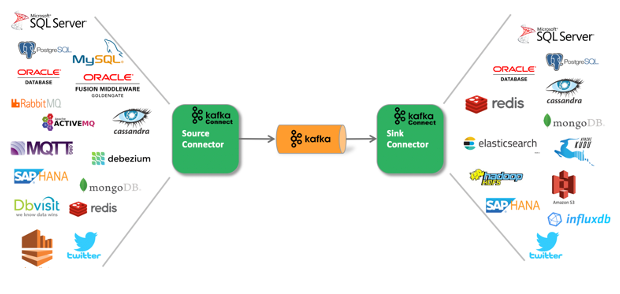 Microsoft
SQL Server
PostgreSQL
MySQL
ORACLE
DATABASE
ORACLE
FUSION MIDDLEWARE
GOLDENGATE
RabbitMQ
ACTIVEMQ
cassandra
MQTT
debezium
SAP HANA
mongoDB
Dbvisit
we know data wins
redis
twitter
kafka
Connect
Source
Connector
kafka
kafka
Connect
Sink
Connector
Microsoft
SQL Server
PostgreSQL
ORACLE
DATABASE
cassandra
redis
mongoDB
elasticsearch
APACHE
KUDU
hadoop
HDFS
Amazon S3
SAP HANA
influxdb
twitter